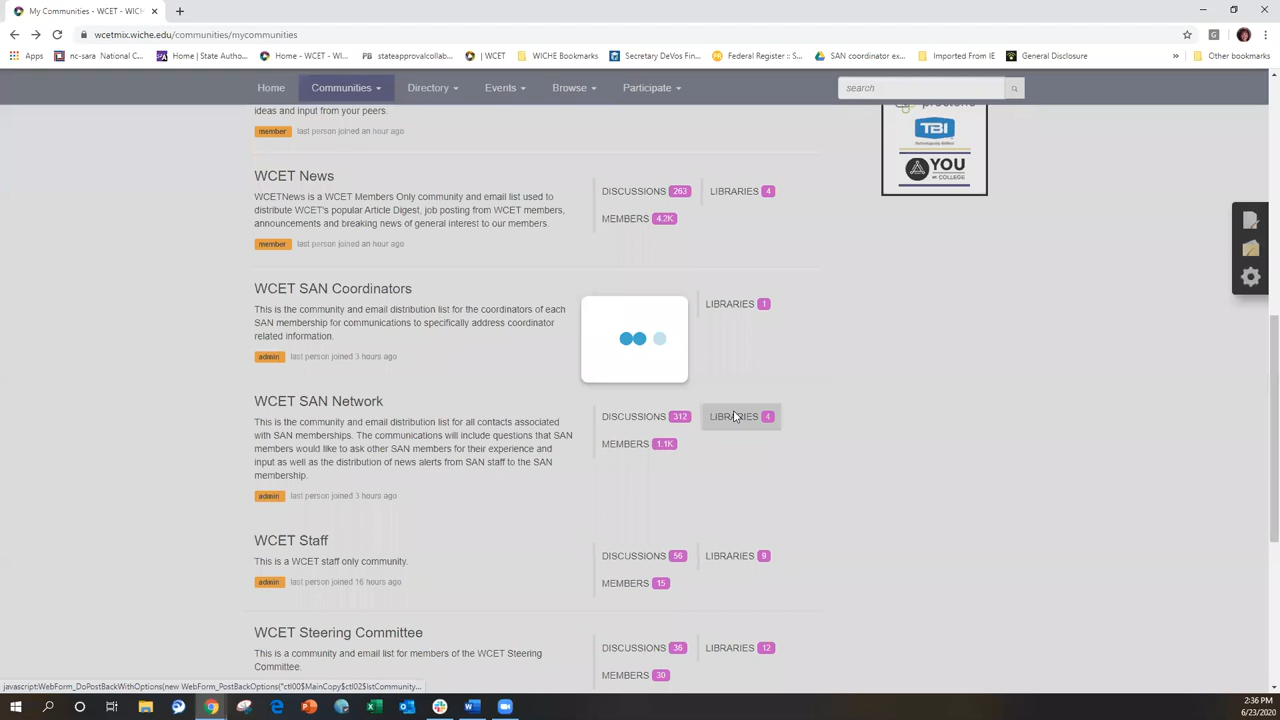 My Communities - WCET - WICH
wcetmix.wiche.edu/communities/mycommunities
Apps
nc-sara National C...
Home | State Autho...
Home - WCET - WI...
PB stateapprovalcollab...
| WCET
WICHE Bookmarks
Secretary DeVos Fin...
Federal Register :: S...
SAN coordinator ex...
Imported From IE
General Disclosure
»
Other bookmarks
Home
Communities
Directory
Events
Browse
Participate
search
ideas and input from your peers.
member last person joined an hour ago
TBI
YOU
at COLLEGE
WCET News
WCETNews is a WCET Members Only community and email list used to
distribute WCET's popular Article Digest, job posting from WCET members,
announcements and breaking news of general interest to our members.
member last person joined an hour ago
DISCUSSIONS 263 LIBRARIES 4
MEMBERS 4.2K
WCET SAN Coordinators
This is the community and email distribution list for the coordinators of each
SAN membership for communications to specifically address coordinator
related information.
admin last person joined 3 hours ago
LIBRARIES 1
WCET SAN Network
This is the community and email distribution list for all contacts associated
with SAN memberships. The communications will include questions that SAN
members would like to ask other SAN members for their experience and
input as well as the distribution of news alerts from SAN staff to the SAN
membership.
admin last person joined 3 hours ago
DISCUSSIONS 312 LIBRARIES 4
MEMBERS 1.1K
WCET Staff
This is a WCET staff only community.
admin last person joined 16 hours ago
DISCUSSIONS 56 LIBRARIES 9
MEMBERS 15
WCET Steering Committee
This is a community and email list for members of the WCET Steering
Committee.
DISCUSSIONS 36 LIBRARIES 12
MEMBERS 30
javascript:WebForm_DoPostBackWithOptions(new WebForm_PostBackOptions("ctl00$MainCopy$ctl02$lstCommunity...
2:36 PM
6/23/2020